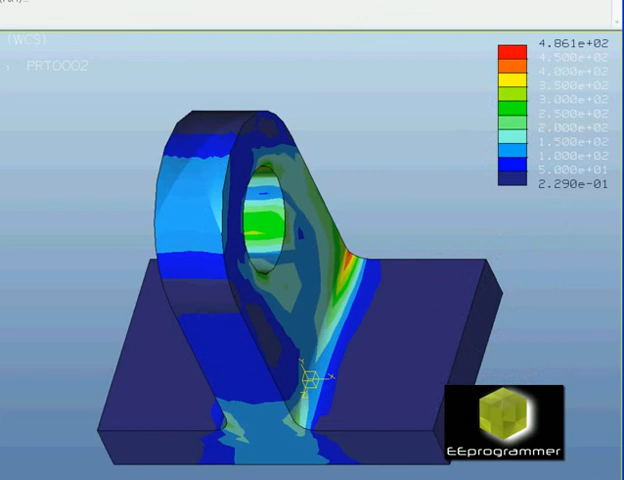 (WCS)
PRT0002
4.861e+02
4.500e+02
4.000e+02
3.500e+02
3.000e+02
2.500e+02
2.000e+02
1.500e+02
1.000e+02
5.000e+01
2.290e-01
Y
X
Z
EEprogrammer